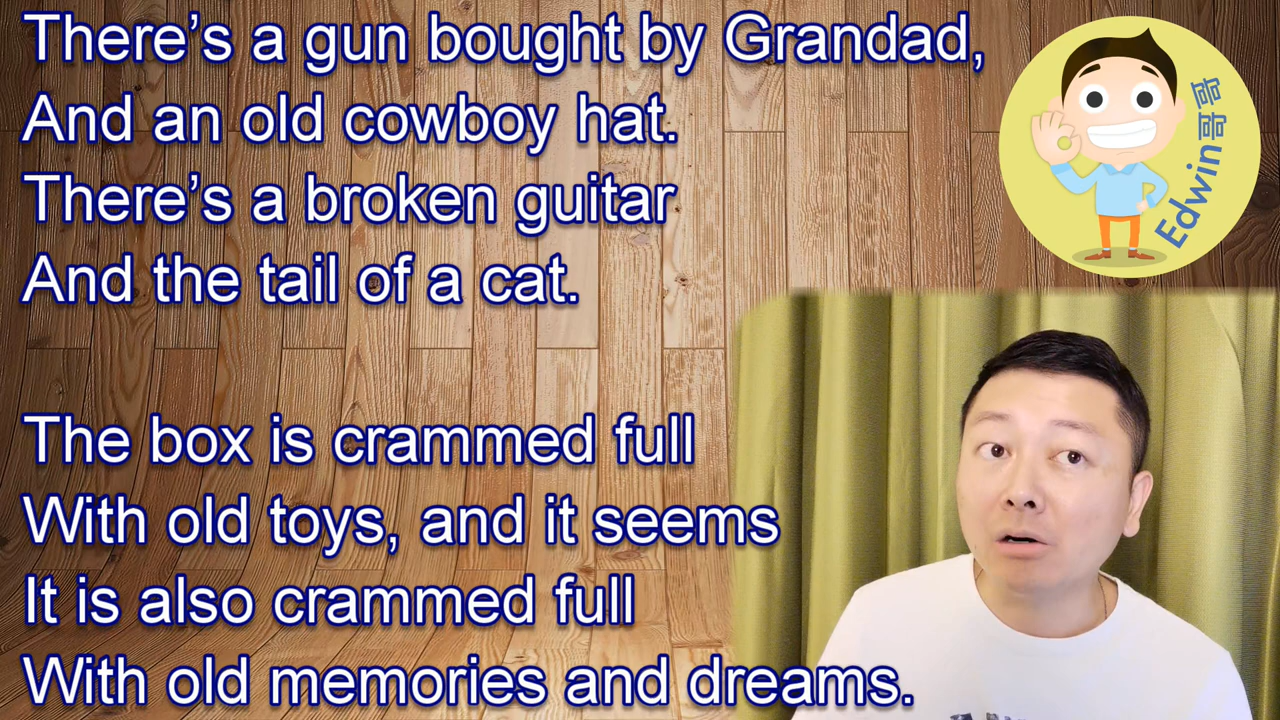 There’s a gun bought by Grandad,
And an old cowboy hat.
There’s a broken guitar
And the tail of a cat.
The box is crammed full
With old toys, and it seems
It is also crammed full
With old memories and dreams.
Edwin哥哥